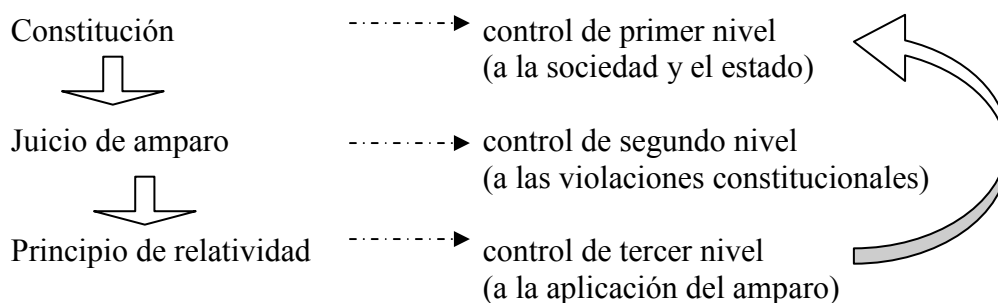 Constitución control de primer nivel
(a la sociedad y el estado)
Juicio de amparo control de segundo nivel
(a las violaciones constitucionales)
Principio de relatividad control de tercer nivel
(a la aplicación del amparo)